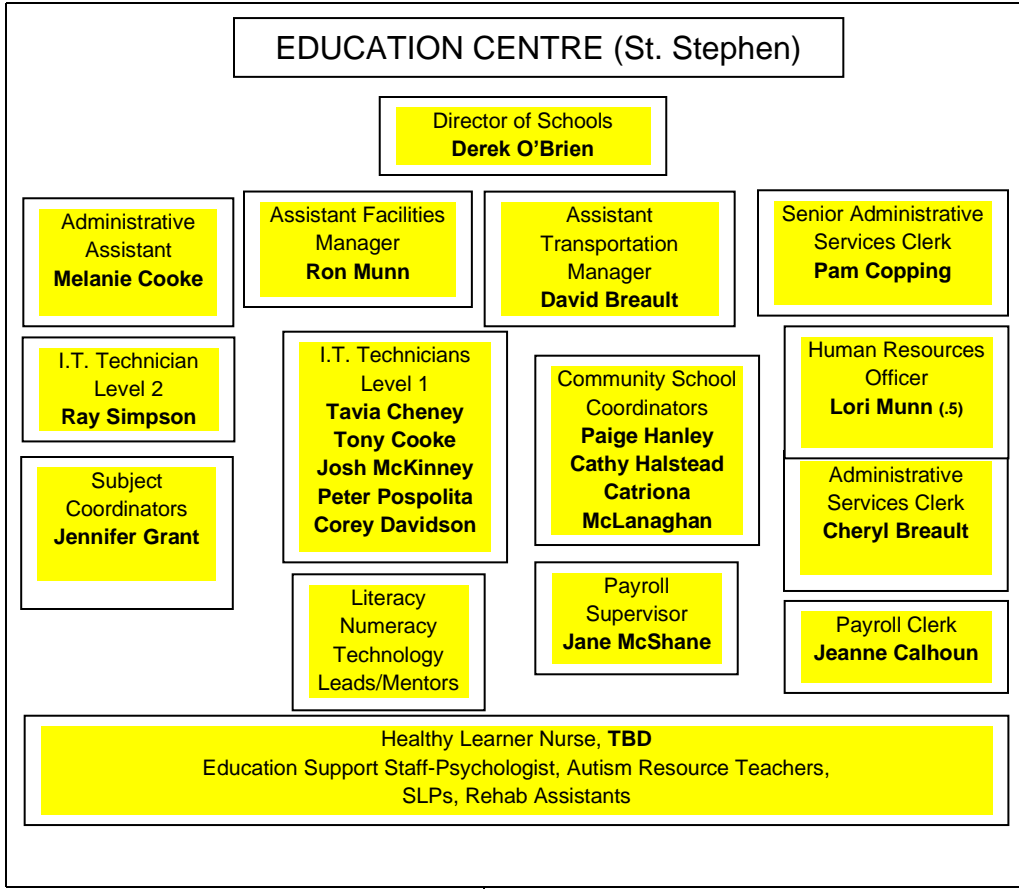 EDUCATION CENTRE (St. Stephen)
Director of Schools
Derek O’Brien
Administrative
Assistant
Melanie Cooke
Assistant Facilities
Manager
Ron Munn
Assistant
Transportation
Manager
David Breault
Senior Administrative
Services Clerk
Pam Copping
I.T. Technician
Level 2
Ray Simpson
I.T. Technicians
Level 1
Tavia Cheney
Tony Cooke
Josh McKinney
Peter Pospolita
Corey Davidson
Community School
Coordinators
Paige Hanley
Cathy Halstead
Catriona
McLanaghan
Human Resources
Officer
Lori Munn (.5)
Subject
Coordinators
Jennifer Grant
Administrative
Services Clerk
Cheryl Breault
Literacy
Numeracy
Technology
Leads/Mentors
Payroll
Supervisor
Jane McShane
Payroll Clerk
Jeanne Calhoun
Healthy Learner Nurse, TBD
Education Support Staff-Psychologist, Autism Resource Teachers,
SLPs, Rehab Assistants